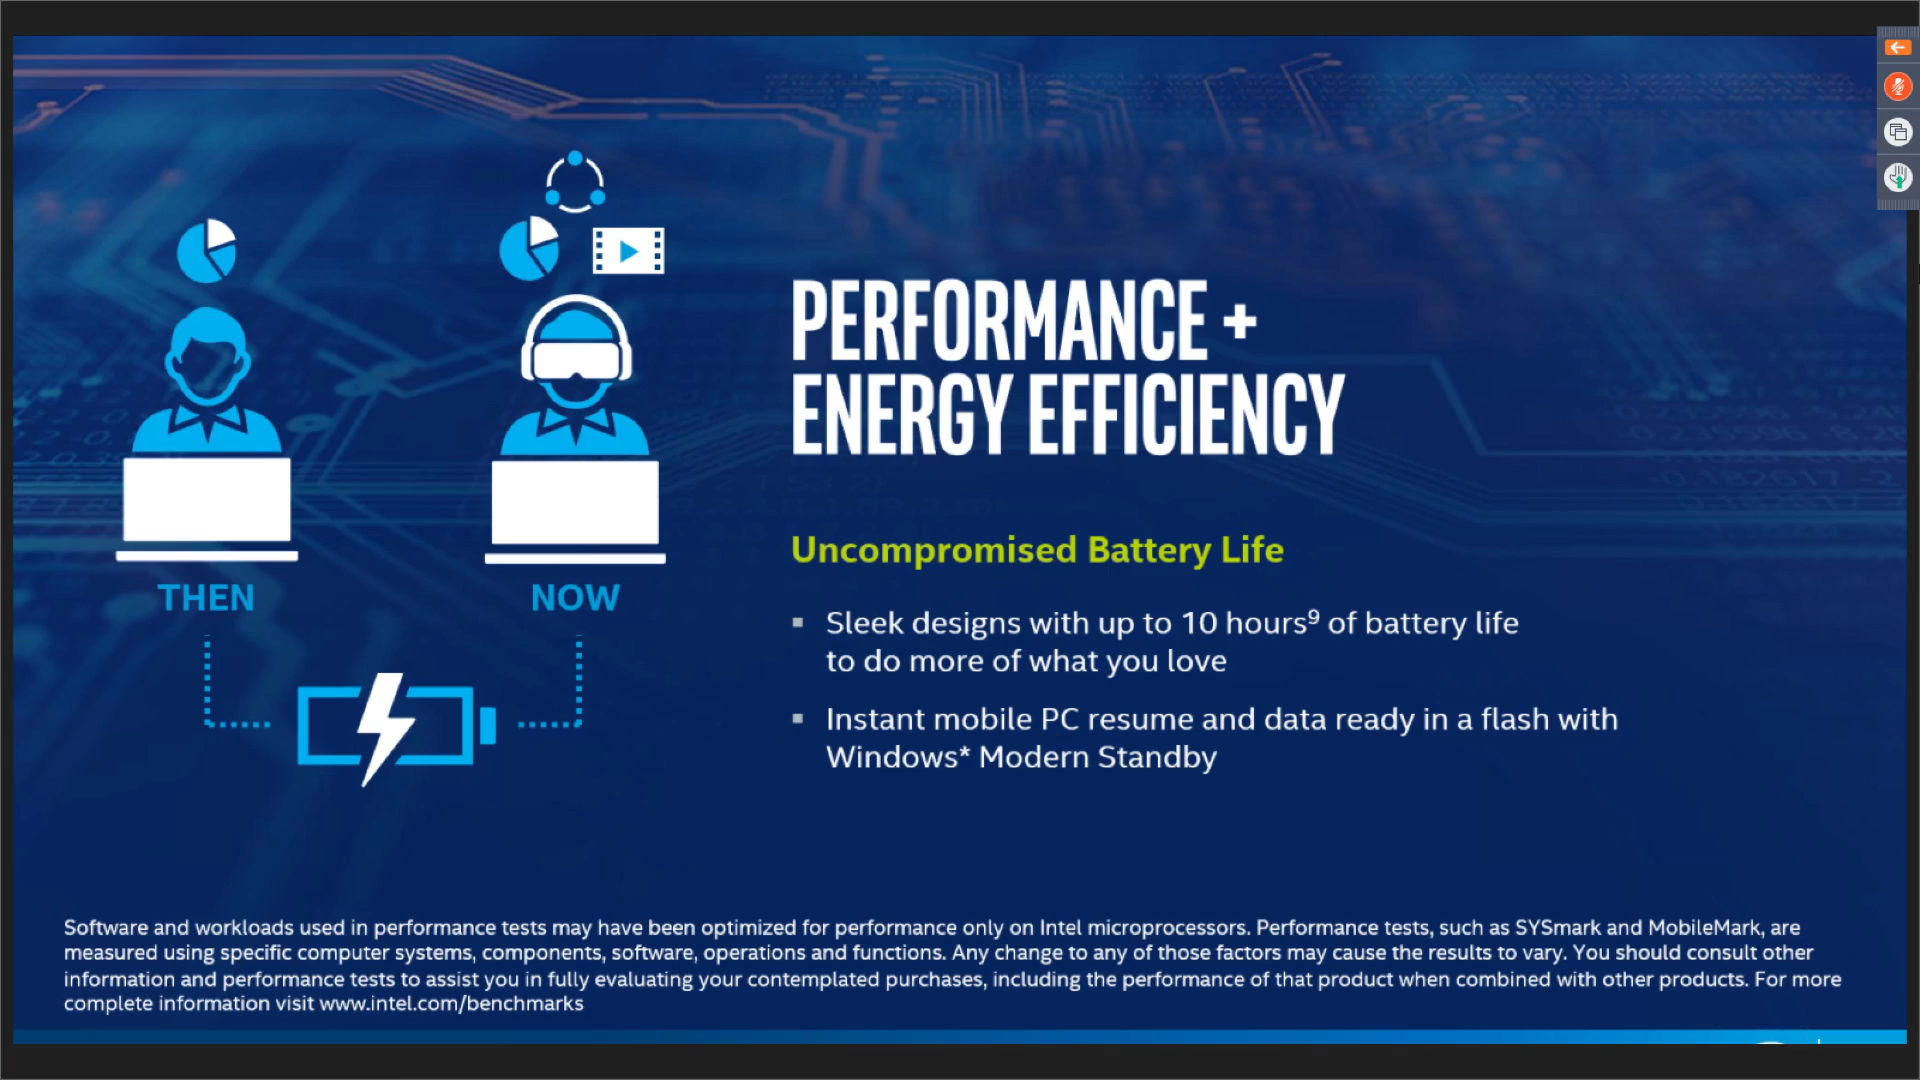 PERFORMANCE +
ENERGY EFFICIENCY
THEN
NOW
Uncompromised Battery Life
▪ Sleek designs with up to 10 hours⁹ of battery life
to do more of what you love
▪ Instant mobile PC resume and data ready in a flash with
Windows* Modern Standby
Software and workloads used in performance tests may have been optimized for performance only on Intel microprocessors. Performance tests, such as SYSmark and MobileMark, are
measured using specific computer systems, components, software, operations and functions. Any change to any of those factors may cause the results to vary. You should consult other
information and performance tests to assist you in fully evaluating your contemplated purchases, including the performance of that product when combined with other products. For more
complete information visit www.intel.com/benchmarks